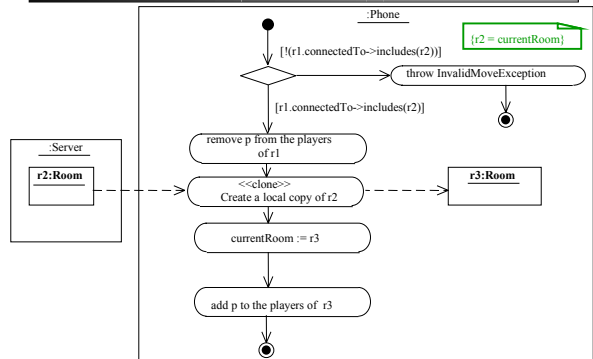 :Phone
{r2 = currentRoom}
[!(r1.connectedTo->includes(r2))]
throw InvalidMoveException
[r1.connectedTo->includes(r2)]
remove p from the players
of r1
:Server
r2:Room
<<clone>>
Create a local copy of r2
r3:Room
currentRoom := r3
add p to the players of r3